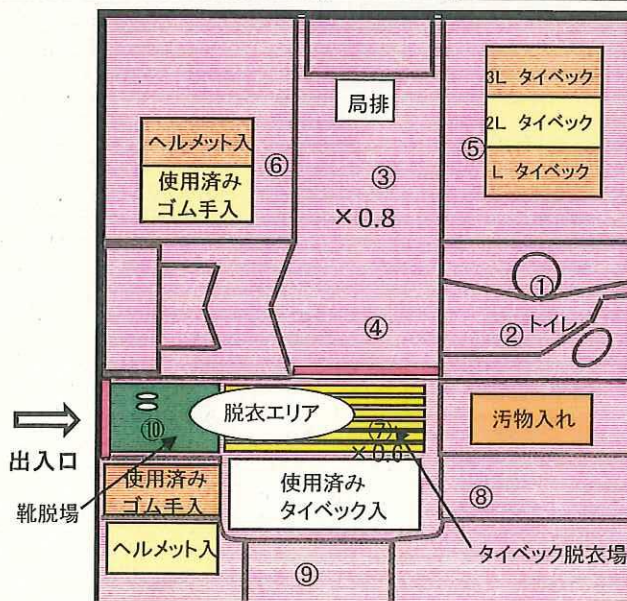 局排
3L タイベック
2L タイベック
L タイベック
⑤
ヘルメット入
使用済み
ゴム手入
⑥
③
×0.8
①
②
トイレ
④
出入口
⑩
脱衣エリア
⑦
×0.6
汚物入れ
靴脱場
使用済み
ゴム手入
使用済み
タイベック入
⑧
ヘルメット入
⑨
タイベック脱衣場